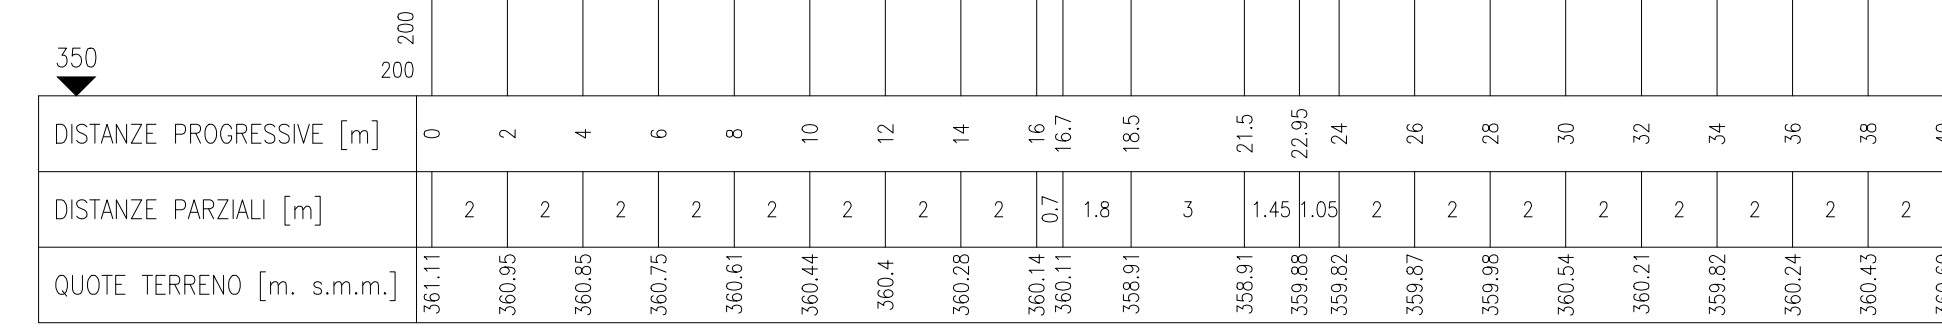 350
200
200
DISTANZE PROGRESSIVE [m] 0 2 4 6 8 10 12 14 16 16.7 18.5 21.5 22.95 24 26 28 30 32 34 36 38
DISTANZE PARZIALI [m] 2 2 2 2 2 2 2 2 0.7 1.8 3 1.45 1.05 2 2 2 2 2 2 2 2
QUOTE TERRENO [m. s.m.m.] 361.11 360.95 360.85 360.75 360.61 360.44 360.4 360.28 360.14 360.11 358.91 358.91 359.88 359.82 359.87 359.98 360.54 360.21 359.82 360.24 360.43